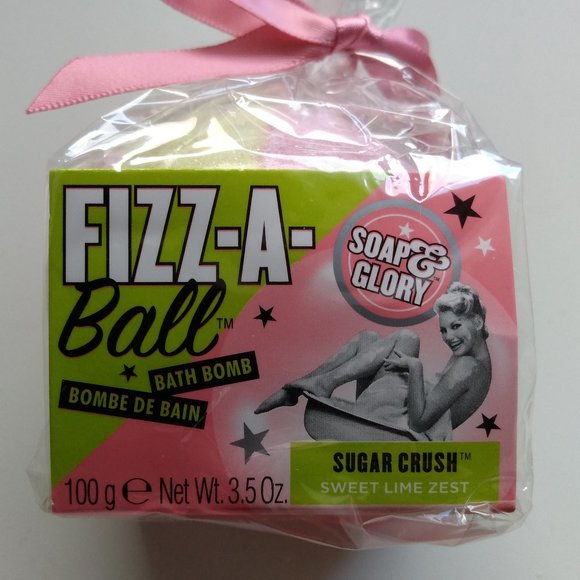 FIZZ-A-
Ball™
BATH BOMB
BOMBE DE BAIN
SOAP &
GLORY™
SUGAR CRUSH™
SWEET LIME ZEST
100 g ℮ Net Wt. 3.5 Oz.